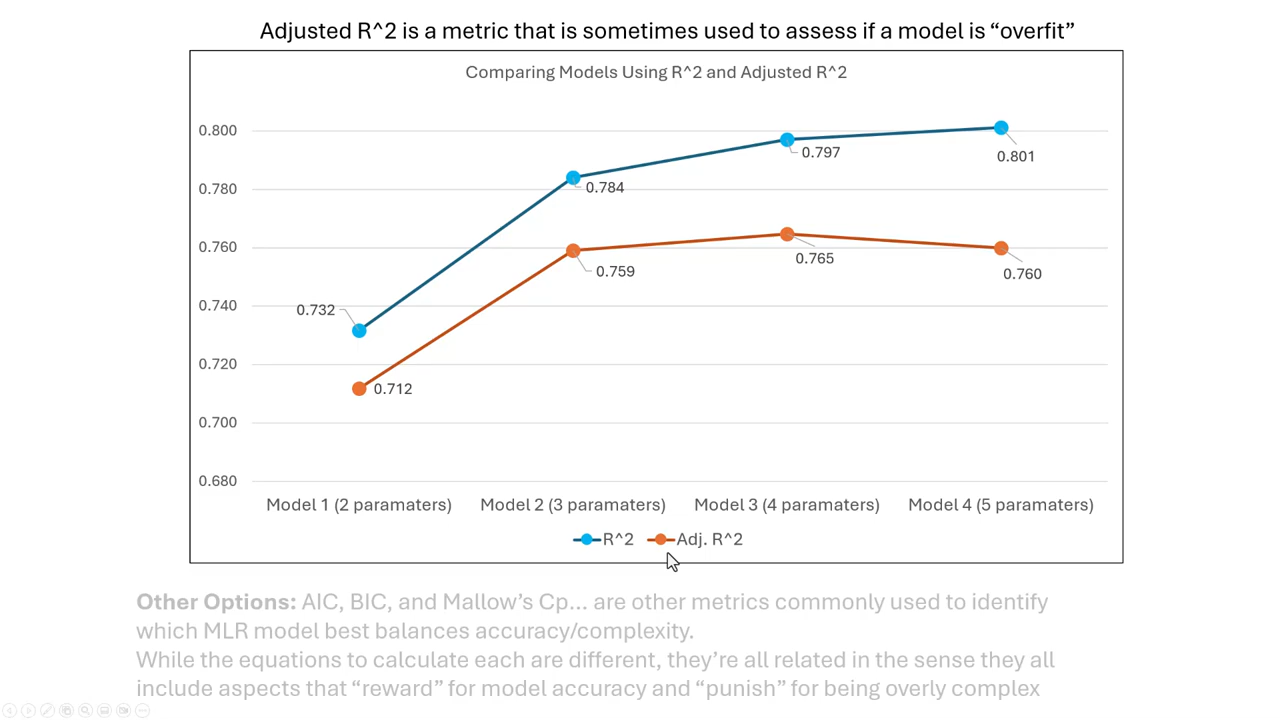 Adjusted R^2 is a metric that is sometimes used to assess if a model is “overfit”
Comparing Models Using R^2 and Adjusted R^2
0.800
0.780
0.760
0.740
0.720
0.700
0.680
0.732
0.784
0.797
0.801
0.712
0.759
0.765
0.760
Model 1 (2 paramaters)
Model 2 (3 paramaters)
Model 3 (4 paramaters)
Model 4 (5 paramaters)
R^2
Adj. R^2
Other Options: AIC, BIC, and Mallow’s Cp... are other metrics commonly used to identify
which MLR model best balances accuracy/complexity.
While the equations to calculate each are different, they’re all related in the sense they all
include aspects that “reward” for model accuracy and “punish” for being overly complex